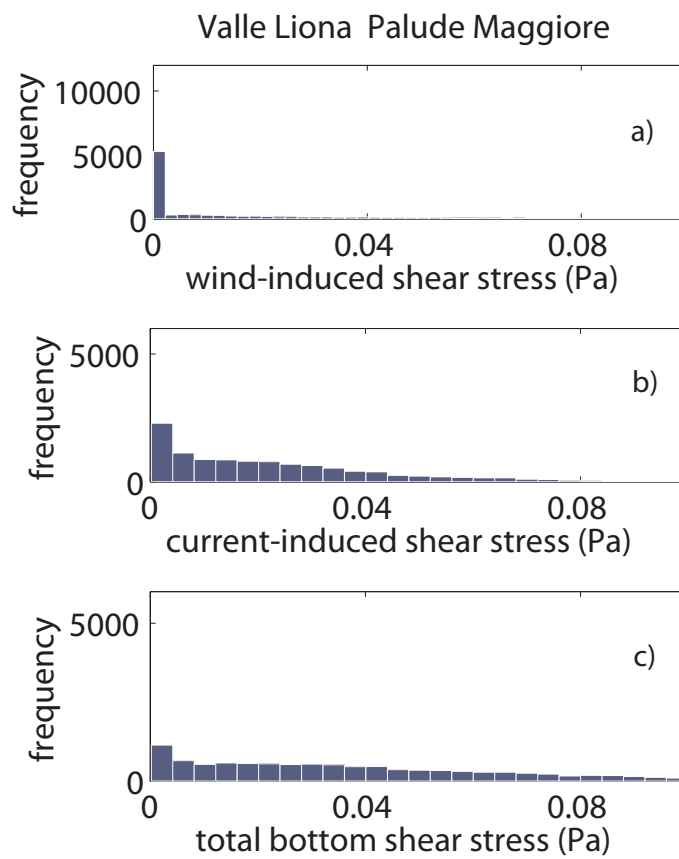 Valle Liona Palude Maggiore
frequency
10000
5000
0
a)
0 0.04 0.08
wind-induced shear stress (Pa)
frequency
5000
0
b)
0 0.04 0.08
current-induced shear stress (Pa)
frequency
5000
0
c)
0 0.04 0.08
total bottom shear stress (Pa)